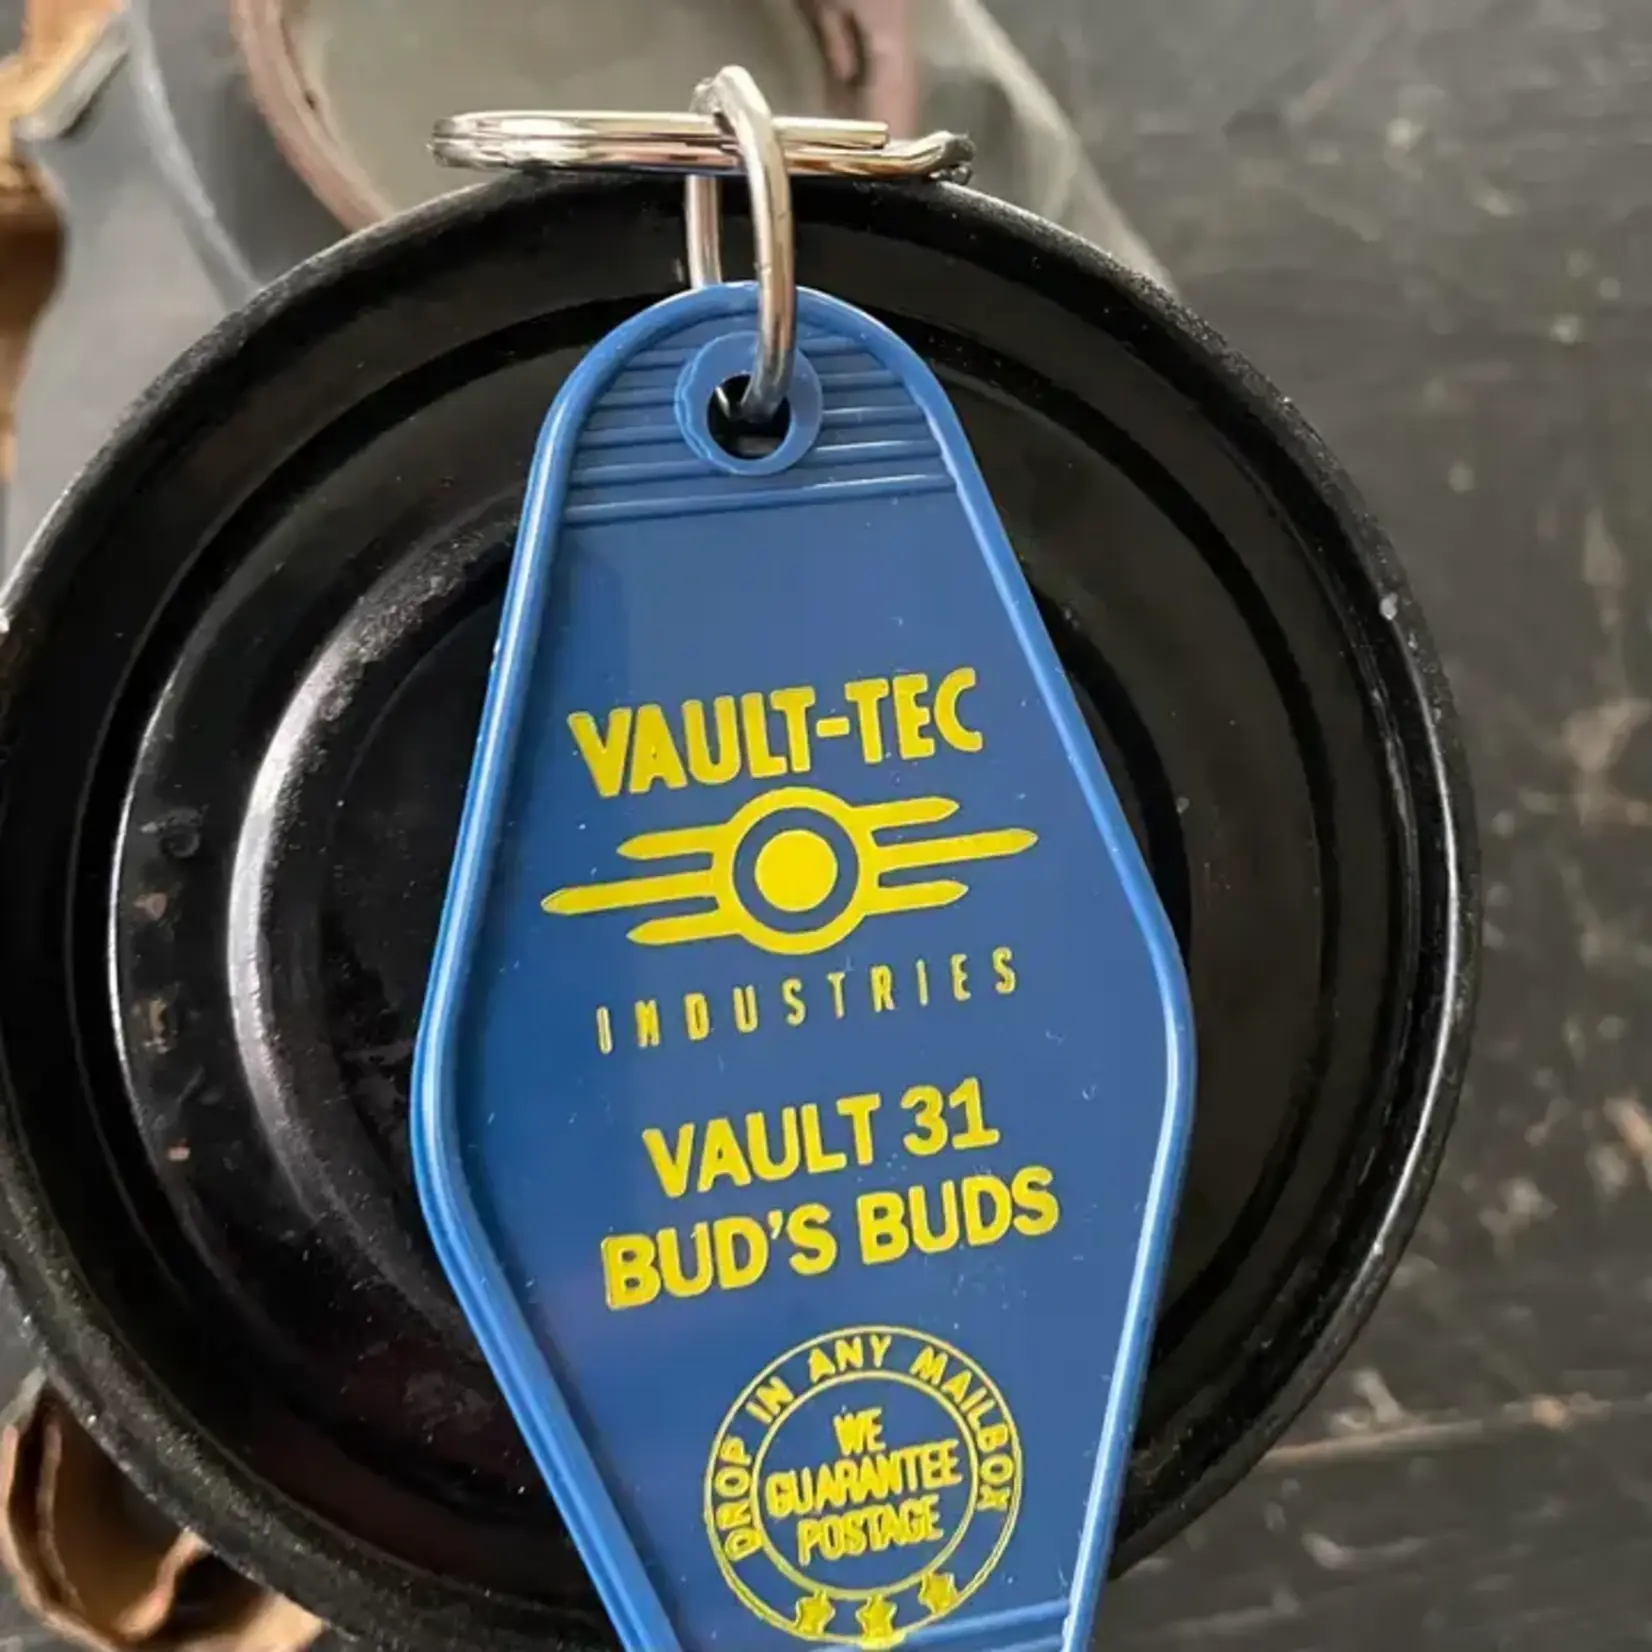 VAULT-TEC
INDUSTRIES
VAULT 31
BUD'S BUDS
DROP IN ANY MAILBOX
WE
GUARANTEE
POSTAGE